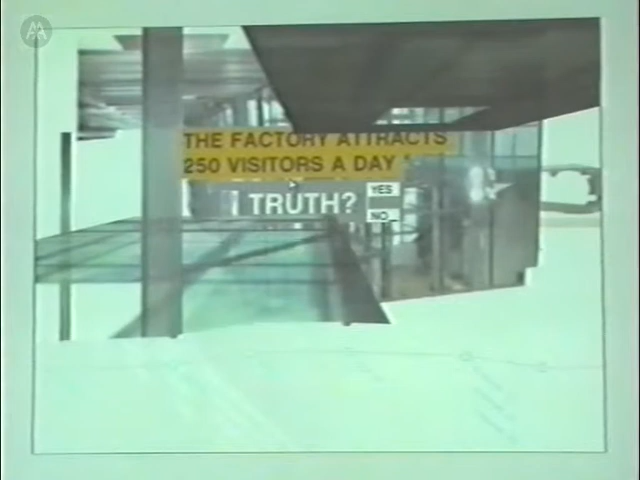 THE FACTORY ATTRACTS
250 VISITORS A DAY
TRUTH?
YES
NO